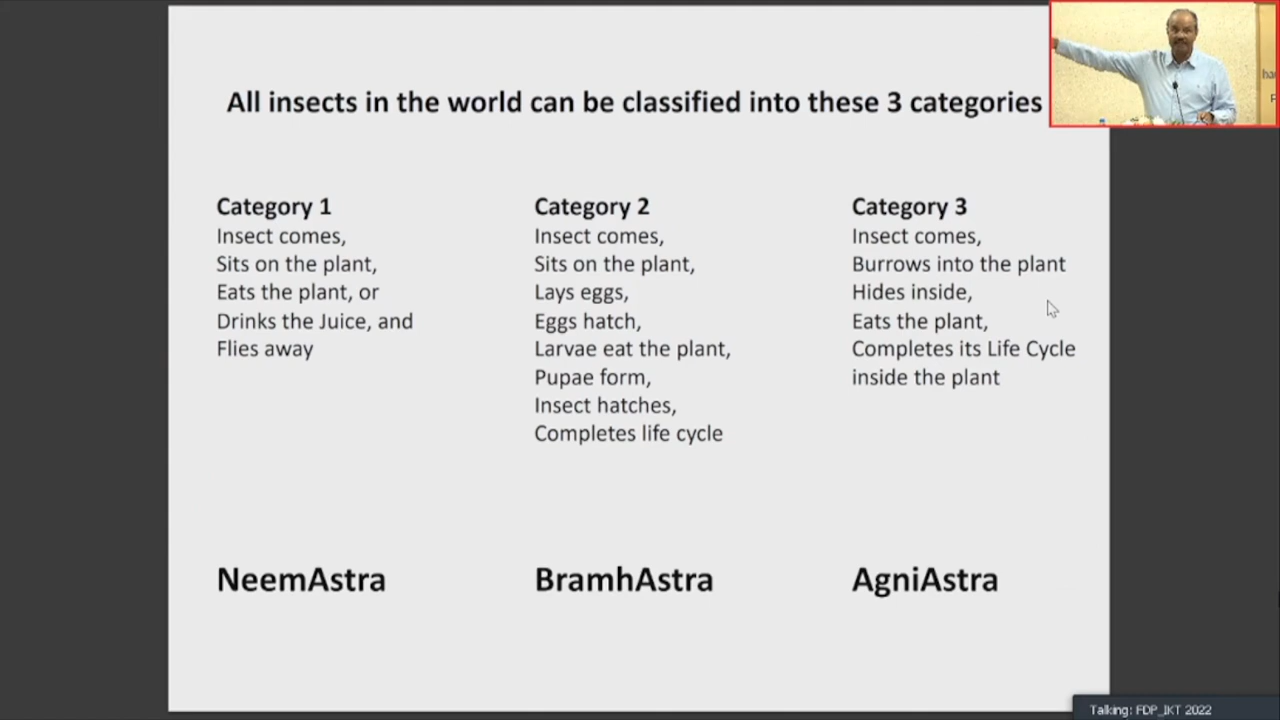 All insects in the world can be classified into these 3 categories
Category 1
Insect comes,
Sits on the plant,
Eats the plant, or
Drinks the Juice, and
Flies away
NeemAstra
Category 2
Insect comes,
Sits on the plant,
Lays eggs,
Eggs hatch,
Larvae eat the plant,
Pupae form,
Insect hatches,
Completes life cycle
BramhAstra
Category 3
Insect comes,
Burrows into the plant
Hides inside,
Eats the plant,
Completes its Life Cycle
inside the plant
AgniAstra
Talking: FDP_IKT 2022